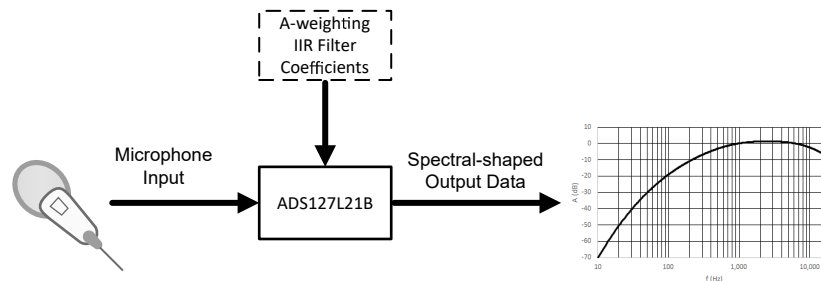 A-weighting
IIR Filter
Coefficients
Microphone
Input
ADS127L21B
Spectral-shaped
Output Data
A (dB)
10
0
-10
-20
-30
-40
-50
-60
-70
10
100
1,000
10,000
f (Hz)